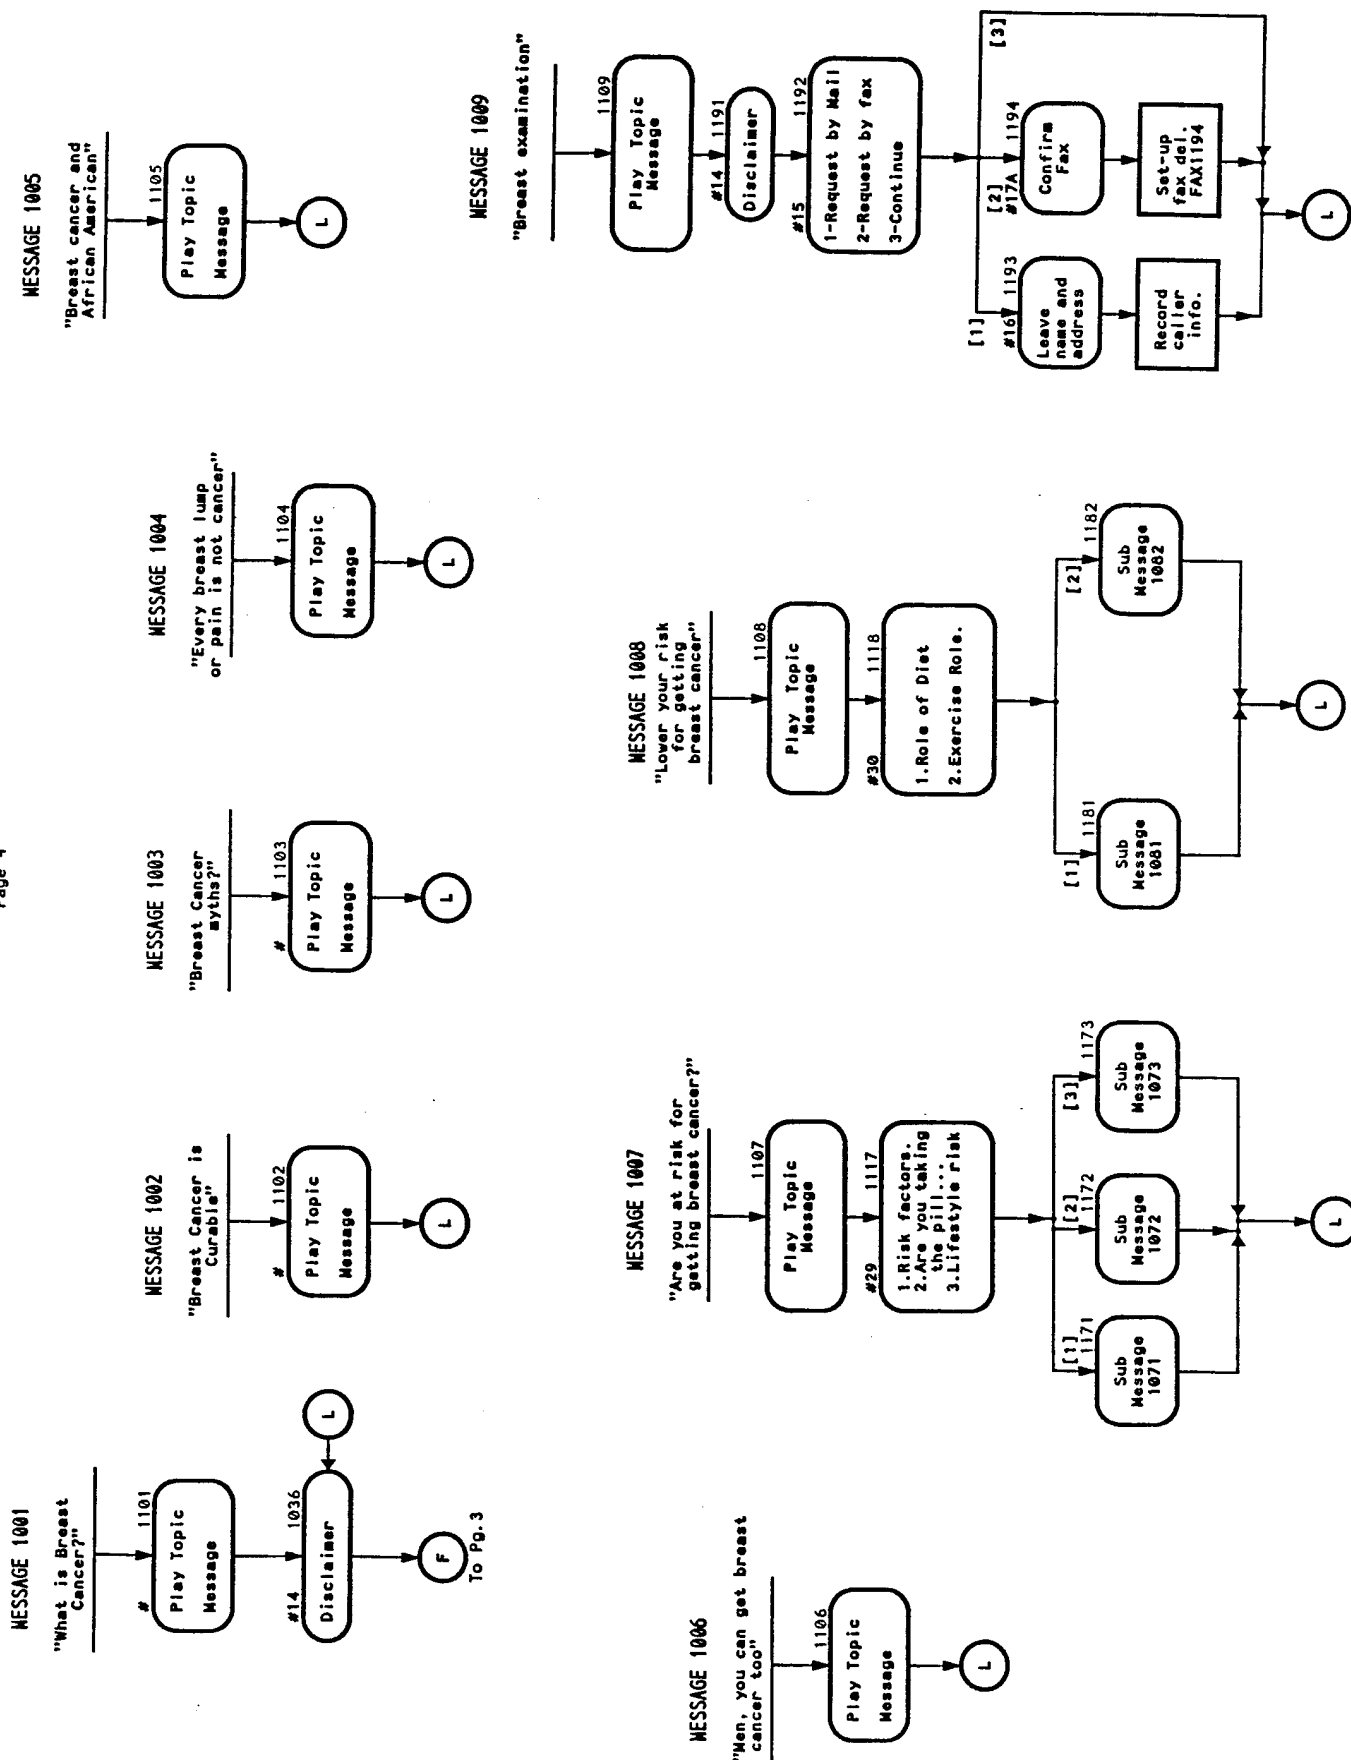 Page 4
MESSAGE 1001
"What is Breast
Cancer?"
# 1101
Play Topic
Message
#14 1036
Disclaimer
L
F
To Pg.3
MESSAGE 1002
"Breast Cancer is
Curable"
# 1102
Play Topic
Message
L
MESSAGE 1003
"Breast Cancer
myths?"
# 1103
Play Topic
Message
L
MESSAGE 1004
"Every breast lump
or pain is not cancer"
1104
Play Topic
Message
L
MESSAGE 1005
"Breast cancer and
African American"
1105
Play Topic
Message
L
MESSAGE 1006
"Men, you can get breast
cancer too"
1106
Play Topic
Message
L
MESSAGE 1007
"Are you at risk for
getting breast cancer?"
1107
Play Topic
Message
#29 1117
1.Risk factors.
2.Are you taking
the pill...
3.Lifestyle risk
[1] [2] [3]
1171 1172 1173
Sub
Message
1071
Sub
Message
1072
Sub
Message
1073
L
MESSAGE 1008
"Lower your risk
for getting
breast cancer"
1108
Play Topic
Message
#30 1118
1.Role of Diet
2.Exercise Role.
[1] [2]
1181 1182
Sub
Message
1081
Sub
Message
1082
L
MESSAGE 1009
"Breast examination"
1109
Play Topic
Message
#14 1191
Disclaimer
#15 1192
1-Request by Mail
2-Request by fax
3-Continue
[1] [2] [3]
#16 1193
Leave
name and
address
#17A 1194
Confirm
Fax
Record
caller
info.
Set-up
fax del.
FAX1194
L